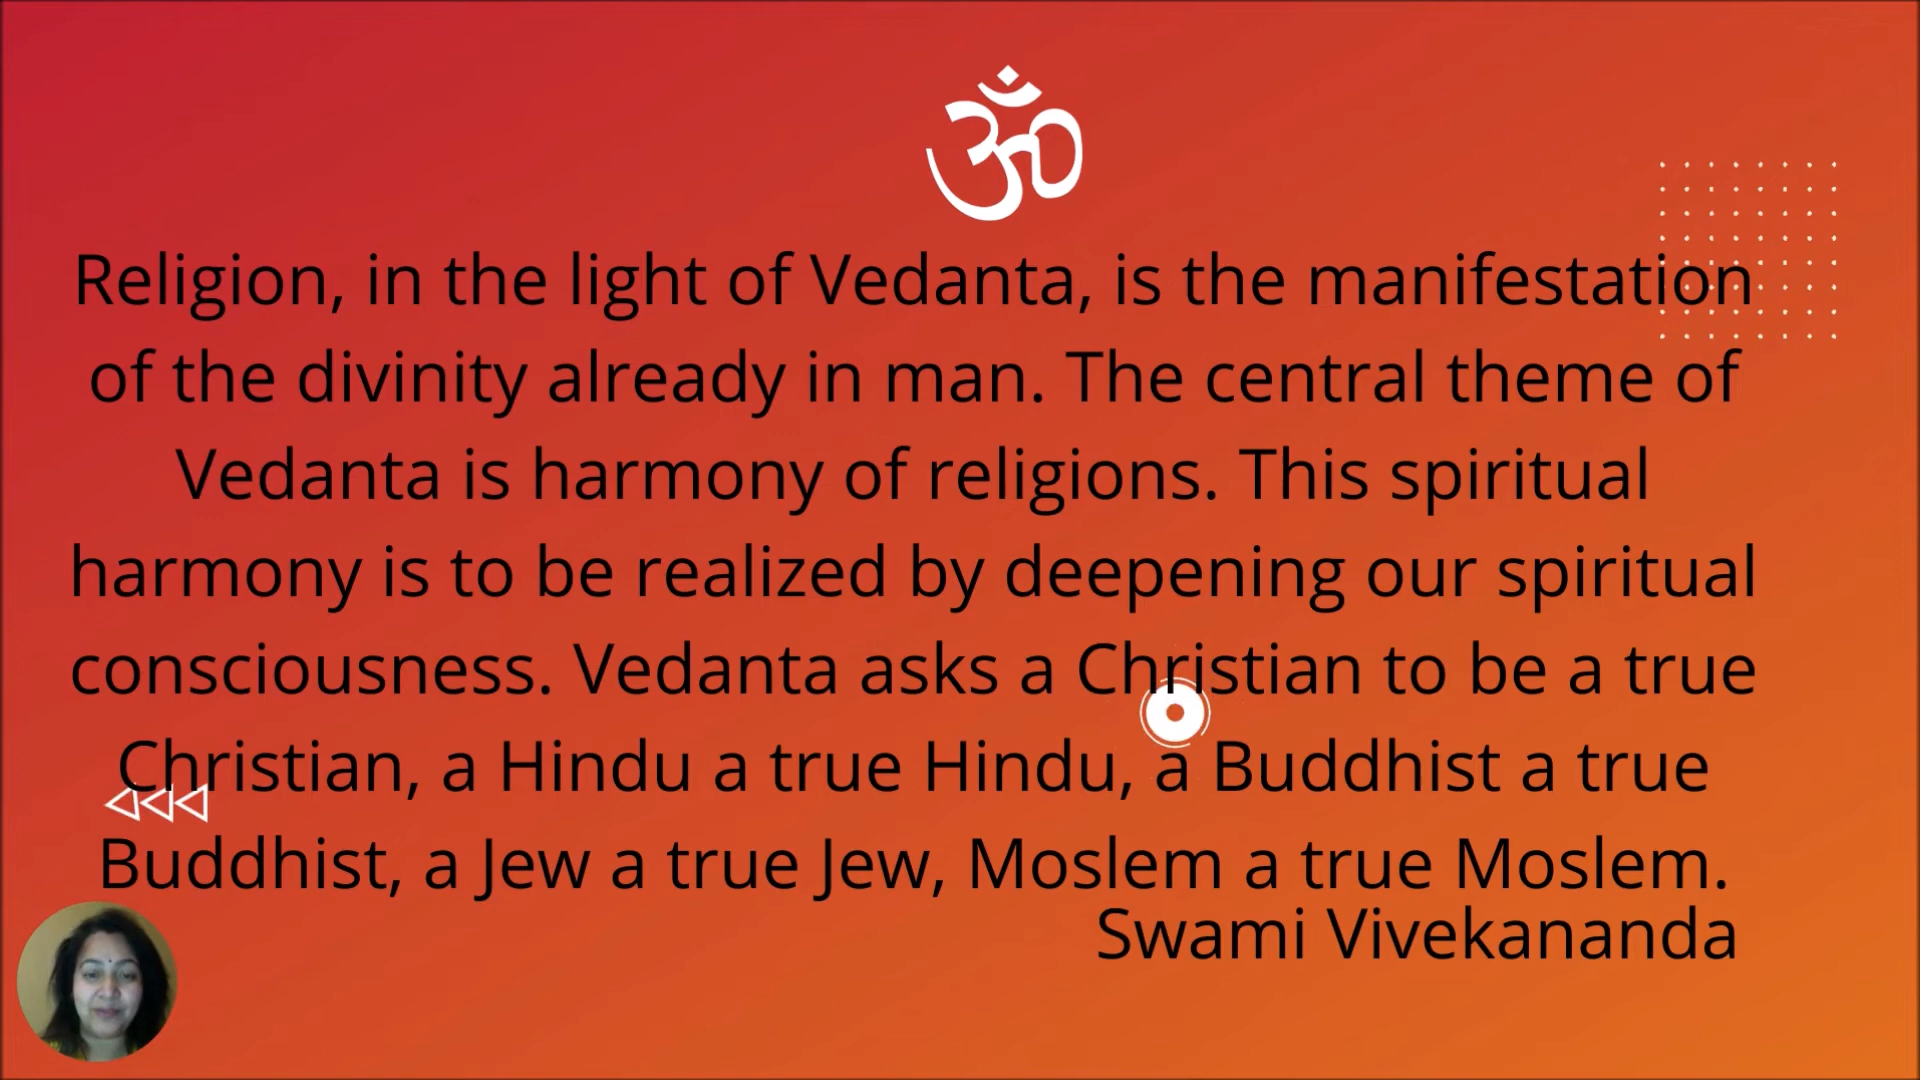 ॐ
Religion, in the light of Vedanta, is the manifestation
of the divinity already in man. The central theme of
Vedanta is harmony of religions. This spiritual
harmony is to be realized by deepening our spiritual
consciousness. Vedanta asks a Christian to be a true
Christian, a Hindu a true Hindu, a Buddhist a true
Buddhist, a Jew a true Jew, Moslem a true Moslem.
Swami Vivekananda